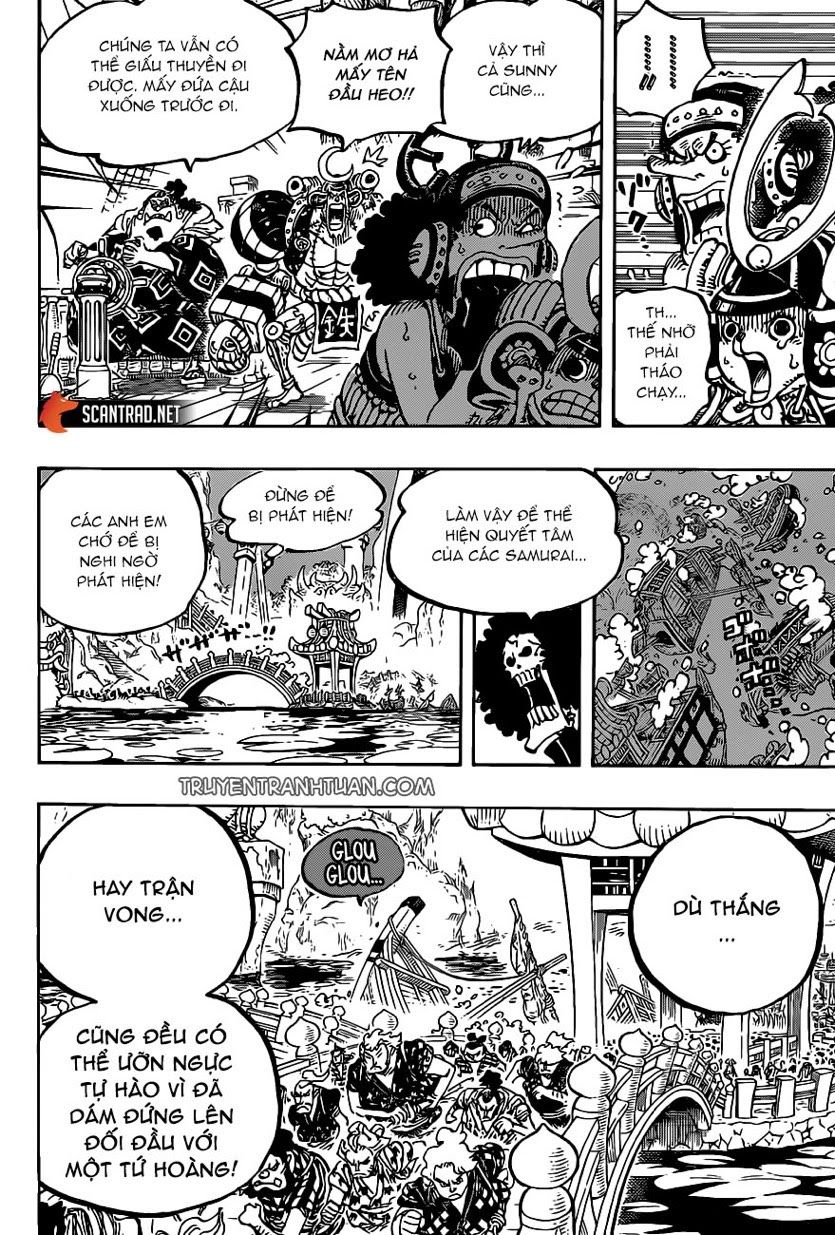 TH...
THẾ NHỠ
PHẢI
THÁO
CHẠY...
VẬY THÌ
CẢ SUNNY
CŨNG...
NẰM MƠ HẢ
MẤY TÊN
ĐẦU HEO!!
CHÚNG TA VẪN CÓ
THỂ GIẤU THUYỀN ĐI
ĐƯỢC. MẤY ĐỨA CẬU
XUỐNG TRƯỚC ĐI.
鉄
SCANTRAD.NET
LÀM VẬY ĐỂ THỂ
HIỆN QUYẾT TÂM
CỦA CÁC SAMURAI...
ĐỪNG ĐỂ
BỊ PHÁT HIỆN!
CÁC ANH EM
CHỚ ĐỂ BỊ
NGHI NGỜ
PHÁT HIỆN!
TRUYENTRANHTUAN.COM
DÙ THẮNG
...
GLOU
GLOU...
HAY TRẬN
VONG...
CŨNG ĐỀU CÓ
THỂ ƯỠN NGỰC
TỰ HÀO VÌ ĐÃ
DÁM ĐỨNG LÊN
ĐỐI ĐẦU VỚI
MỘT TỨ HOÀNG!